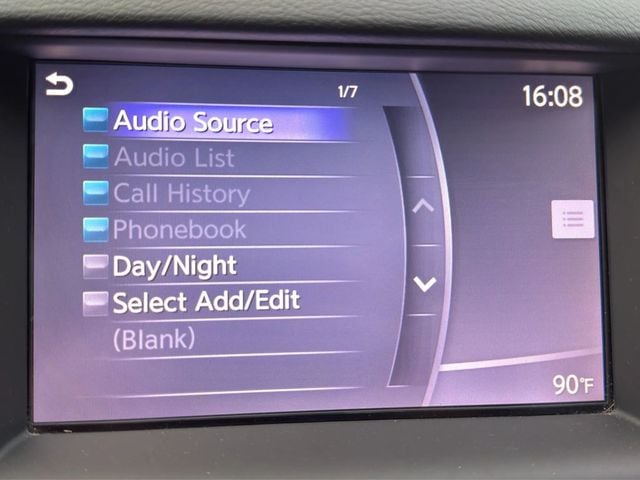 1/7
16:08
Audio Source
Audio List
Call History
Phonebook
Day/Night
Select Add/Edit
(Blank)
90°F